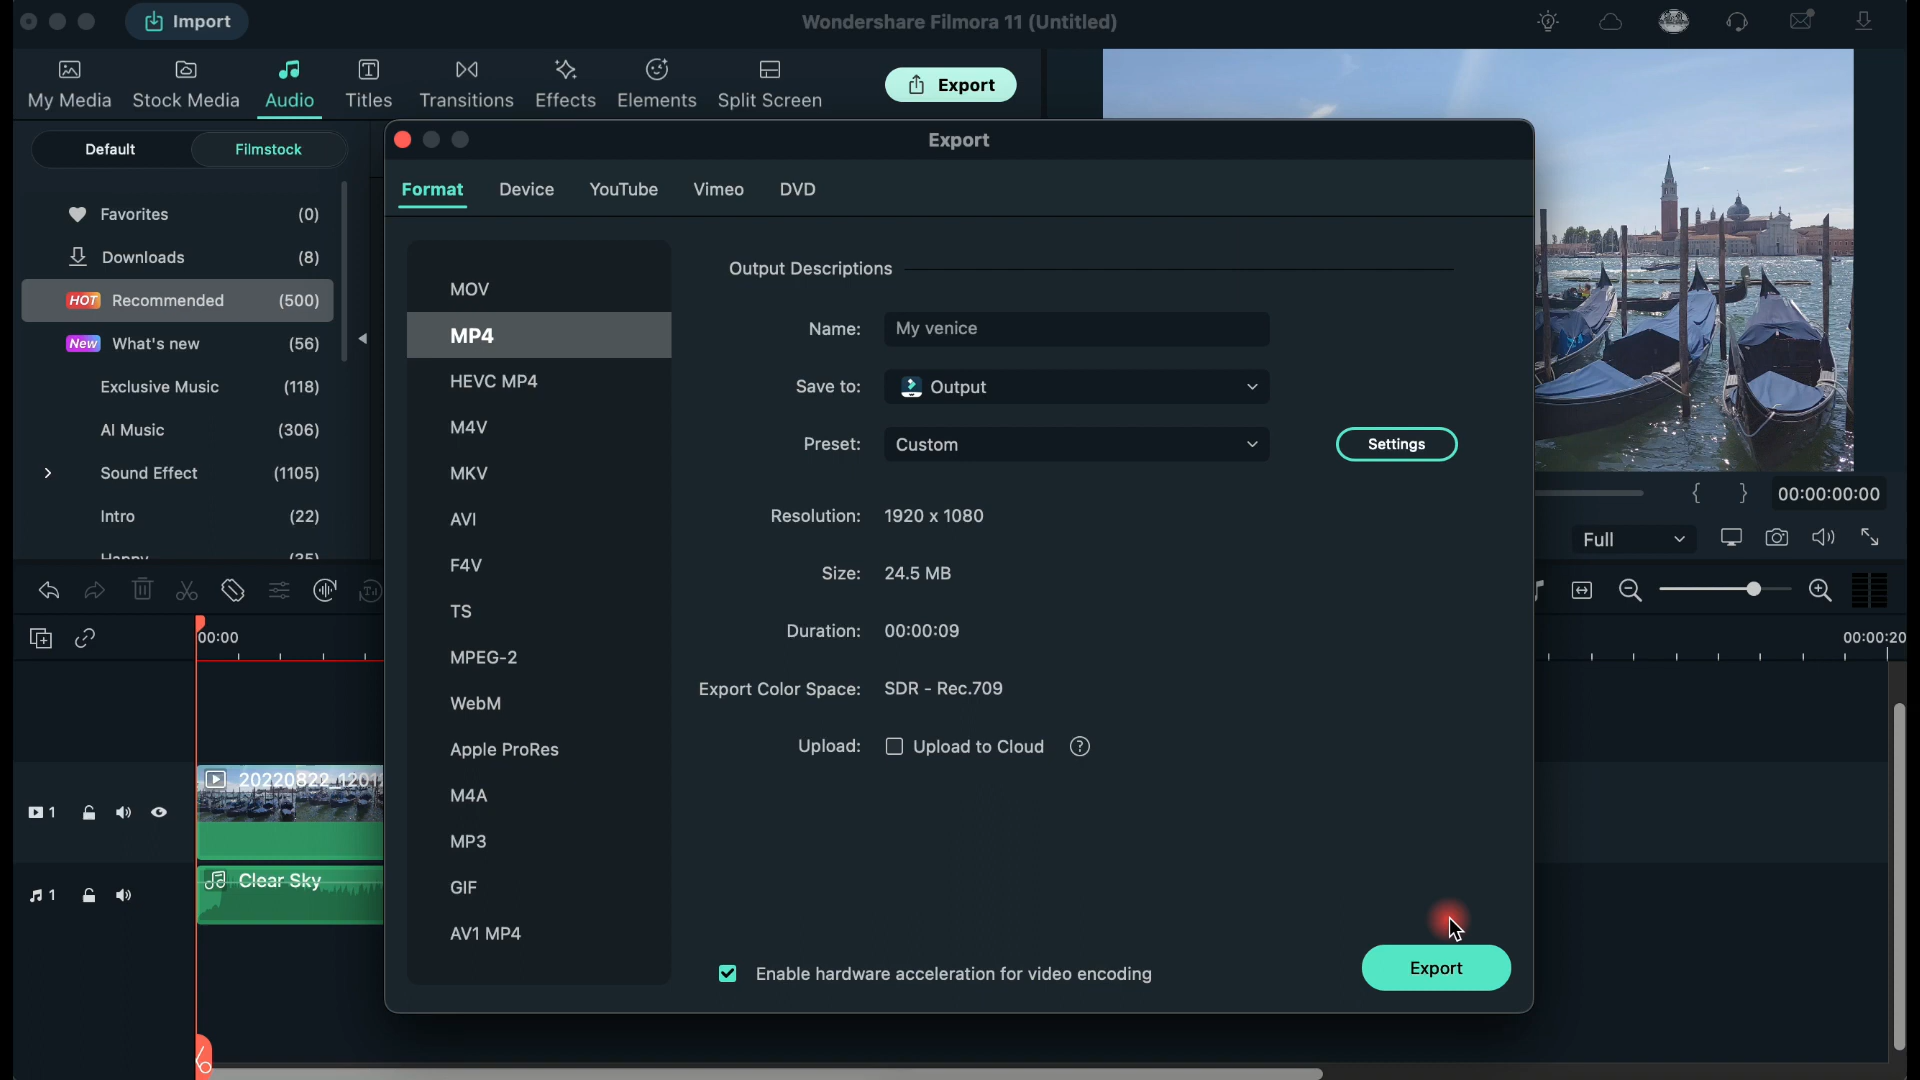 Import
Wondershare Filmora 11 (Untitled)
My Media
Stock Media
Audio
Titles
Transitions
Effects
Elements
Split Screen
Export
Default
Filmstock
Favorites (0)
Downloads (8)
HOT Recommended (500)
New What's new (56)
Exclusive Music (118)
AI Music (306)
Sound Effect (1105)
Intro (22)
Happy (35)
Export
Format
Device
YouTube
Vimeo
DVD
MOV
MP4
HEVC MP4
M4V
MKV
AVI
F4V
TS
MPEG-2
WebM
Apple ProRes
M4A
MP3
GIF
AV1 MP4
Output Descriptions
Name: My venice
Save to: Output
Preset: Custom
Settings
Resolution: 1920 x 1080
Size: 24.5 MB
Duration: 00:00:09
Export Color Space: SDR - Rec.709
Upload: Upload to Cloud ?
Enable hardware acceleration for video encoding
Export
{ } 00:00:00:00
Full
00:00
00:00:20
20220822_1201
1
Clear Sky
1